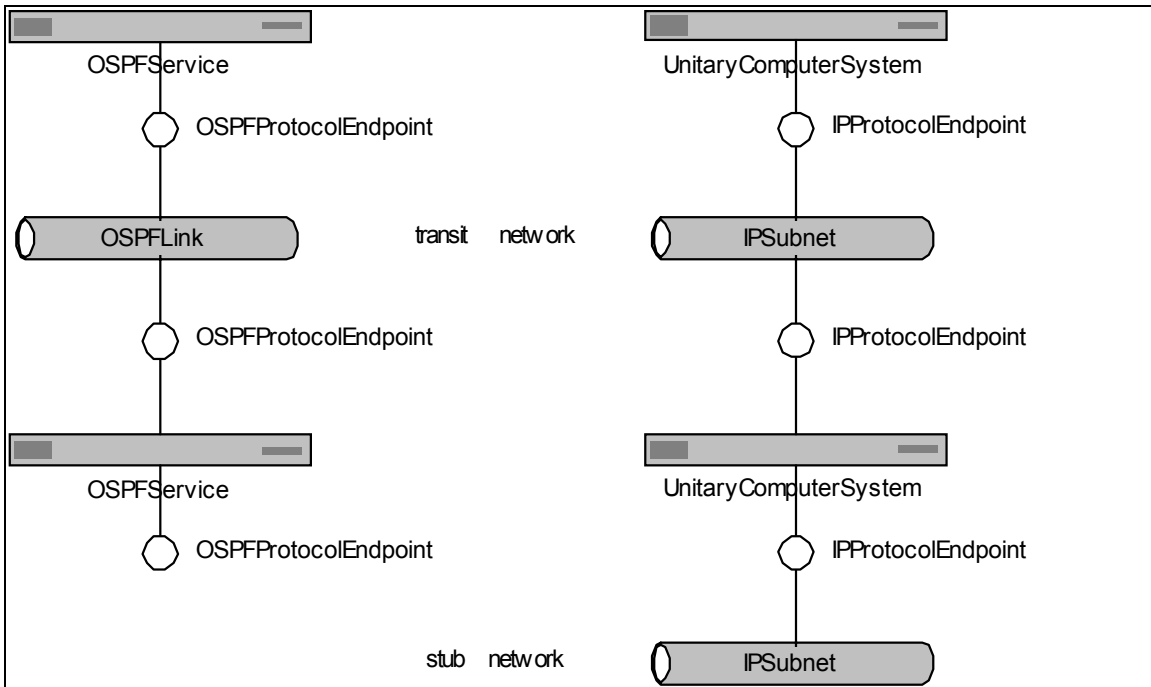 OSPFService
UnitaryComputerSystem
OSPFProtocolEndpoint
IPProtocolEndpoint
OSPFLink
transit network
IPSubnet
OSPFProtocolEndpoint
IPProtocolEndpoint
OSPFService
UnitaryComputerSystem
OSPFProtocolEndpoint
IPProtocolEndpoint
stub network
IPSubnet